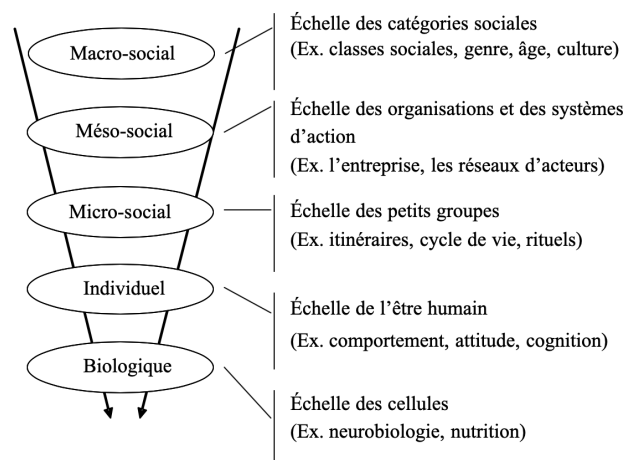 Macro-social
Échelle des catégories sociales
(Ex. classes sociales, genre, âge, culture)
Méso-social
Échelle des organisations et des systèmes
d’action
(Ex. l’entreprise, les réseaux d’acteurs)
Micro-social
Échelle des petits groupes
(Ex. itinéraires, cycle de vie, rituels)
Individuel
Échelle de l’être humain
(Ex. comportement, attitude, cognition)
Biologique
Échelle des cellules
(Ex. neurobiologie, nutrition)